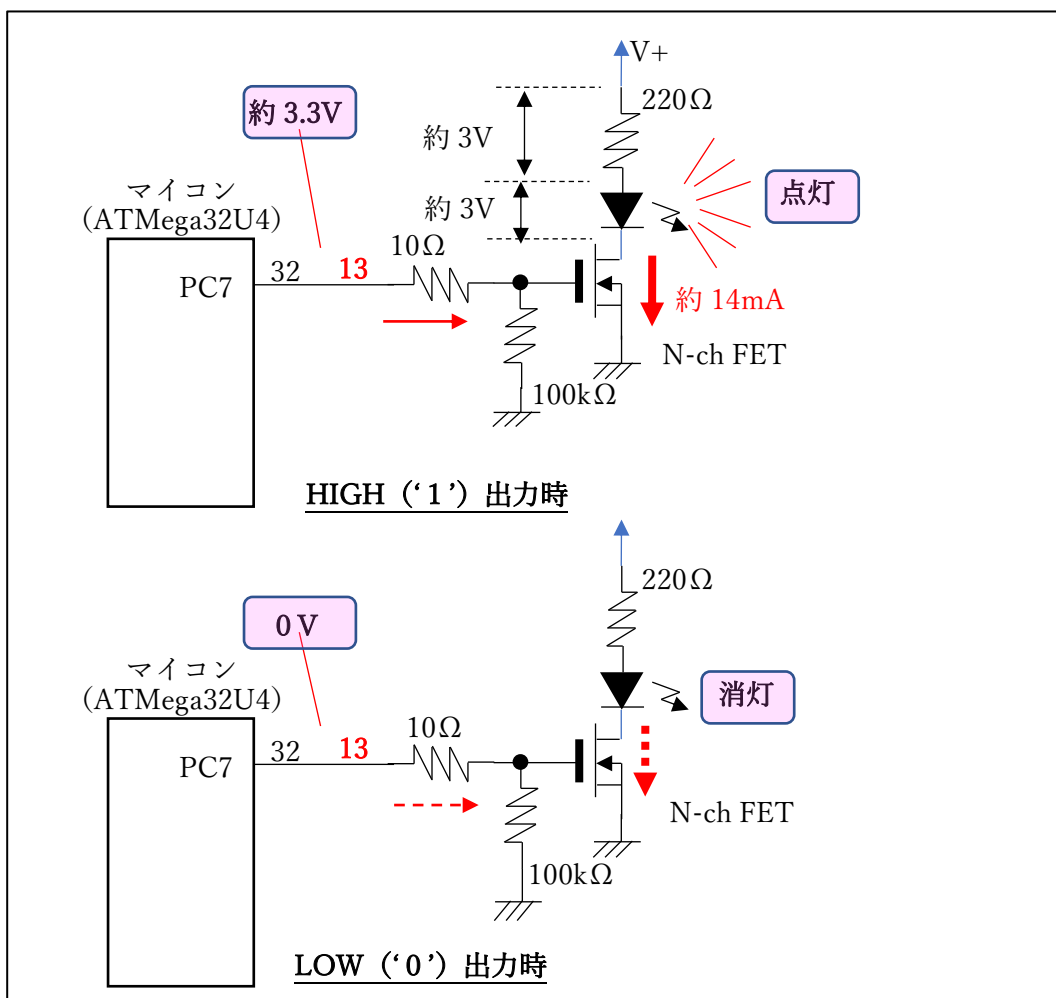 V+
220Ω
約 3.3V
約 3V
マイコン
(ATMega32U4)
約 3V
点灯
10Ω
PC7
32
13
約 14mA
N-ch FET
100kΩ
HIGH（‘１’）出力時
220Ω
0 V
マイコン
(ATMega32U4)
消灯
10Ω
PC7
32
13
N-ch FET
100kΩ
LOW（‘０’）出力時